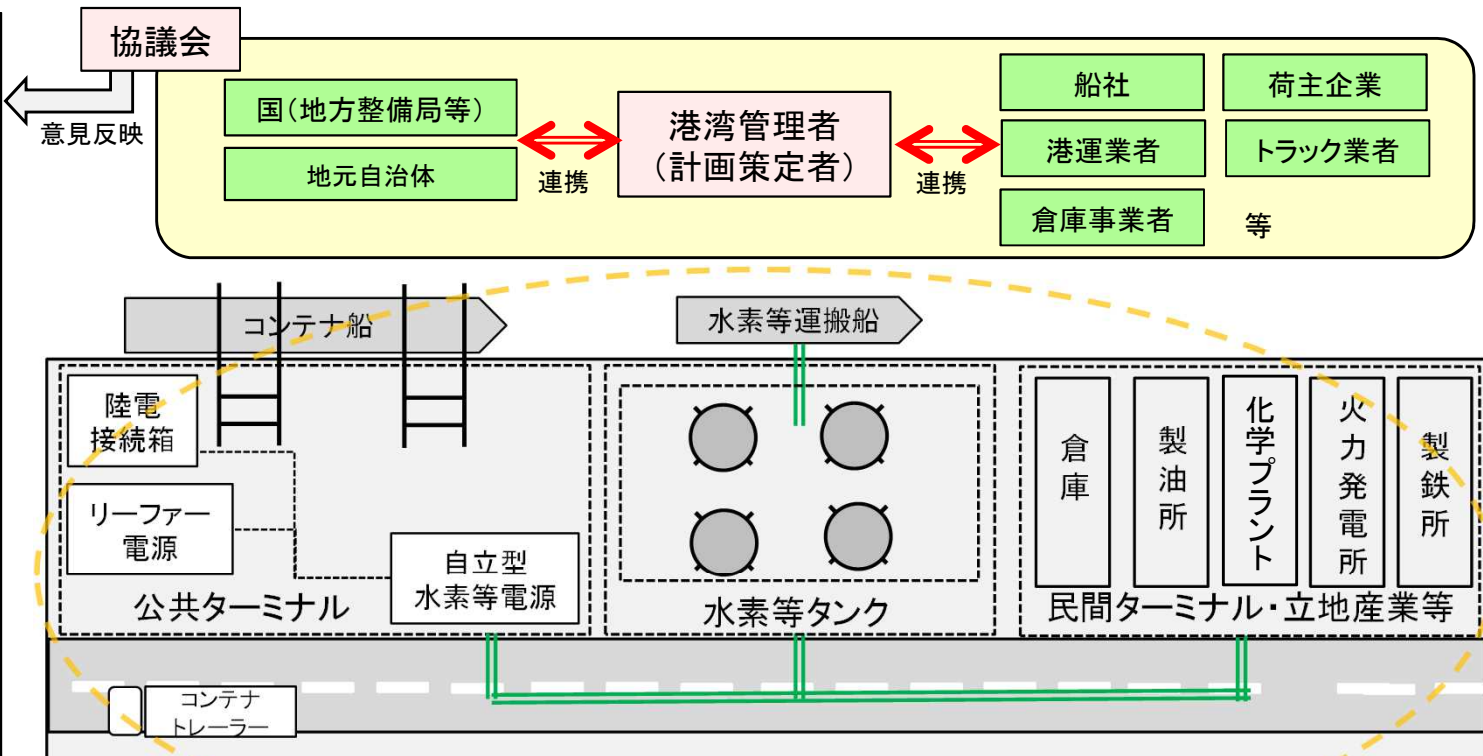 協議会
意見反映
国(地方整備局等)
地元自治体
連携
港湾管理者
(計画策定者)
連携
船社
荷主企業
港運業者
トラック業者
倉庫事業者
等
コンテナ船
水素等運搬船
陸電
接続箱
リーファー
電源
自立型
水素等電源
公共ターミナル
水素等タンク
倉庫
製油所
化学プラント
火力発電所
製鉄所
民間ターミナル・立地産業等
コンテナ
トレーラー